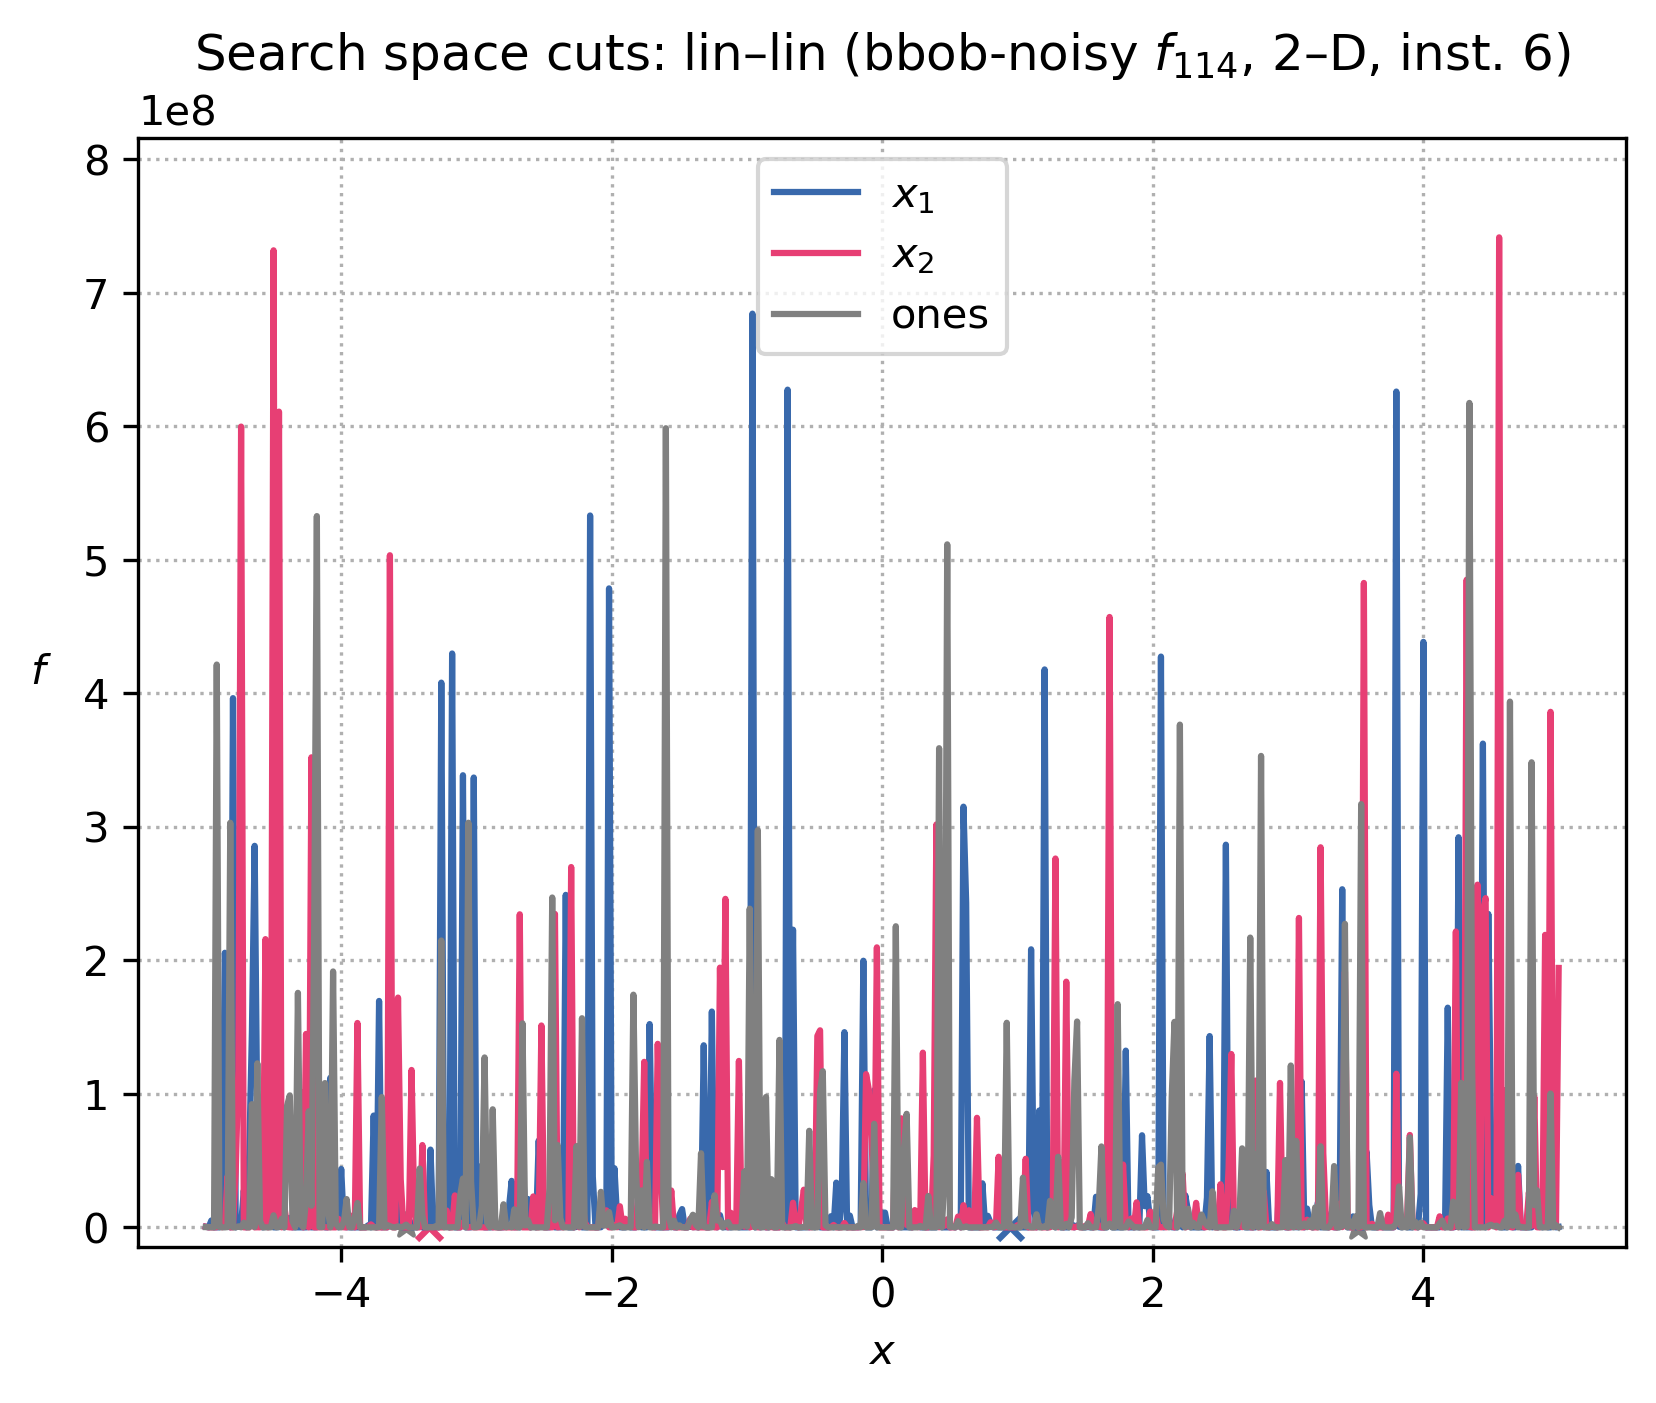 Search space cuts: lin–lin (bbob-noisy f₁₁₄, 2–D, inst. 6)
1e8
8
7
6
5
4
3
2
1
0
f
x₁
x₂
ones
−4 −2 0 2 4
x